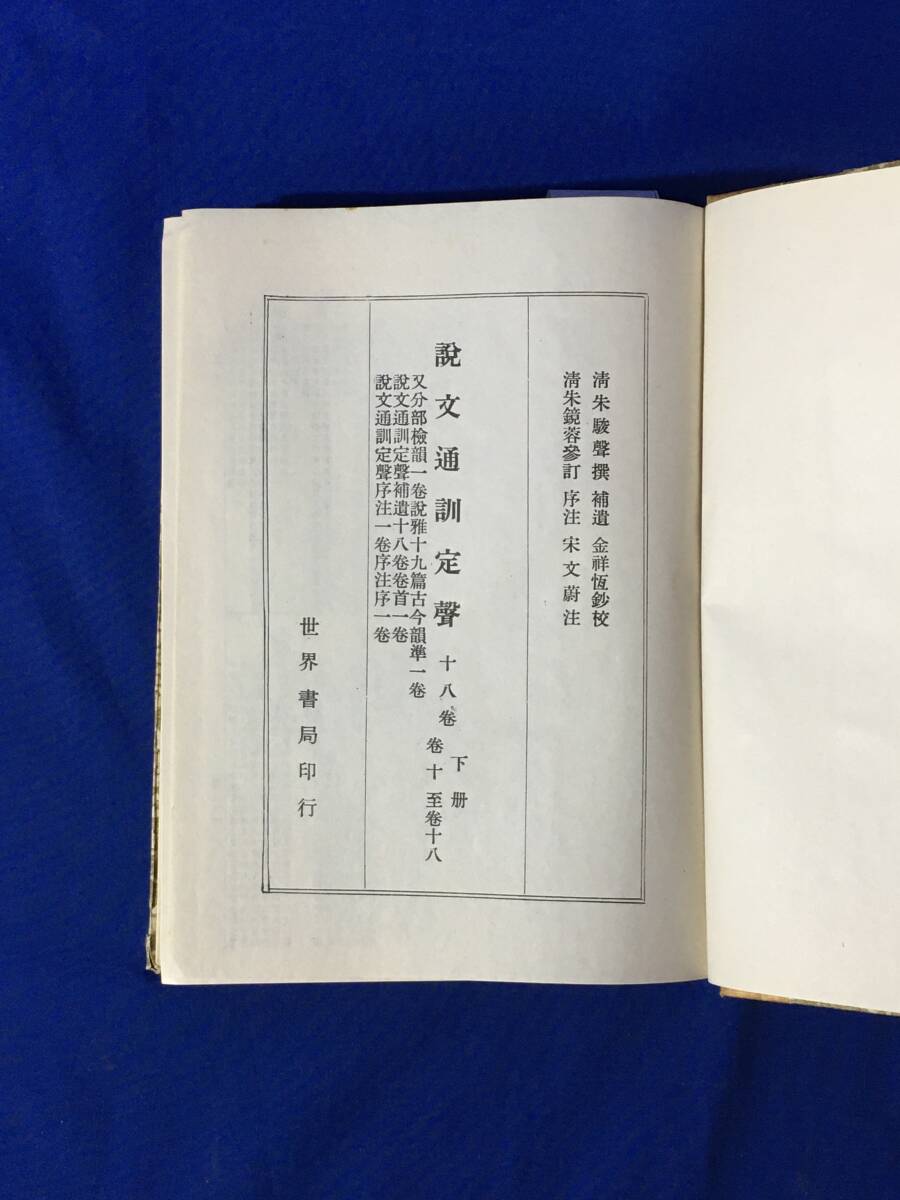 清朱駿聲撰 補遺 金祥恆鈔校
清朱鏡蓉參訂 序注 宋文蔚注
說文通訓定聲 十八卷 下册
卷十至卷十八
又分部檢韻一卷說雅十九篇古今韻準一卷
說文通訓定聲補遺十八卷卷首一卷
說文通訓定聲序注一卷序注序一卷
世界書局印行